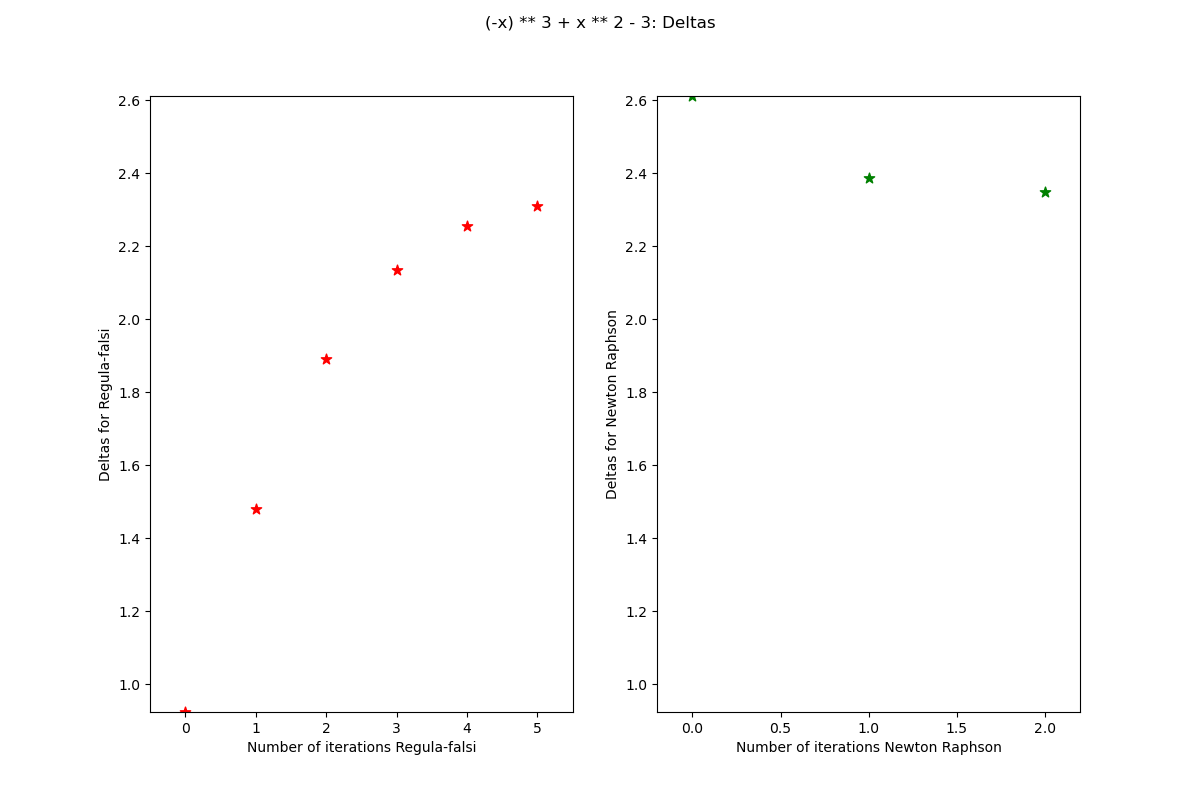 (-x) ** 3 + x ** 2 - 3: Deltas
2.6
2.4
2.2
2.0
1.8
1.6
1.4
1.2
1.0
Deltas for Regula-falsi
0 1 2 3 4 5
Number of iterations Regula-falsi
2.6
2.4
2.2
2.0
1.8
1.6
1.4
1.2
1.0
Deltas for Newton Raphson
0.0 0.5 1.0 1.5 2.0
Number of iterations Newton Raphson